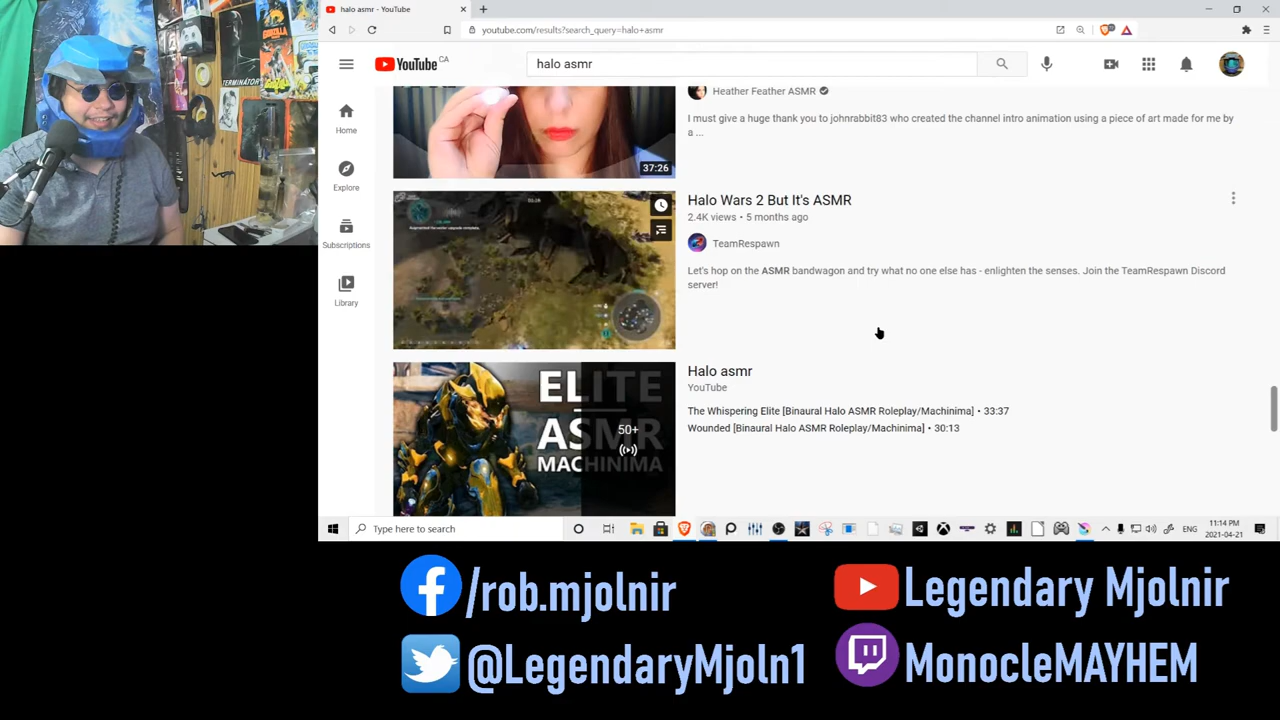 halo asmr - YouTube
youtube.com/results?search_query=halo+asmr
YouTube CA
halo asmr
Home
Explore
Subscriptions
Library
Heather Feather ASMR
I must give a huge thank you to johnrabbit83 who created the channel intro animation using a piece of art made for me by
a ...
37:26
Halo Wars 2 But It's ASMR
2.4K views • 5 months ago
TeamRespawn
Let's hop on the ASMR bandwagon and try what no one else has - enlighten the senses. Join the TeamRespawn Discord
server!
ELITE
ASMR
MACHINIMA
50+
Halo asmr
YouTube
The Whispering Elite [Binaural Halo ASMR Roleplay/Machinima] • 33:37
Wounded [Binaural Halo ASMR Roleplay/Machinima] • 30:13
Type here to search
ENG
11:14 PM
2021-04-21
GODZILLA
TERMINATOR
/rob.mjolnir
Legendary Mjolnir
@LegendaryMjoln1
MonocleMAYHEM